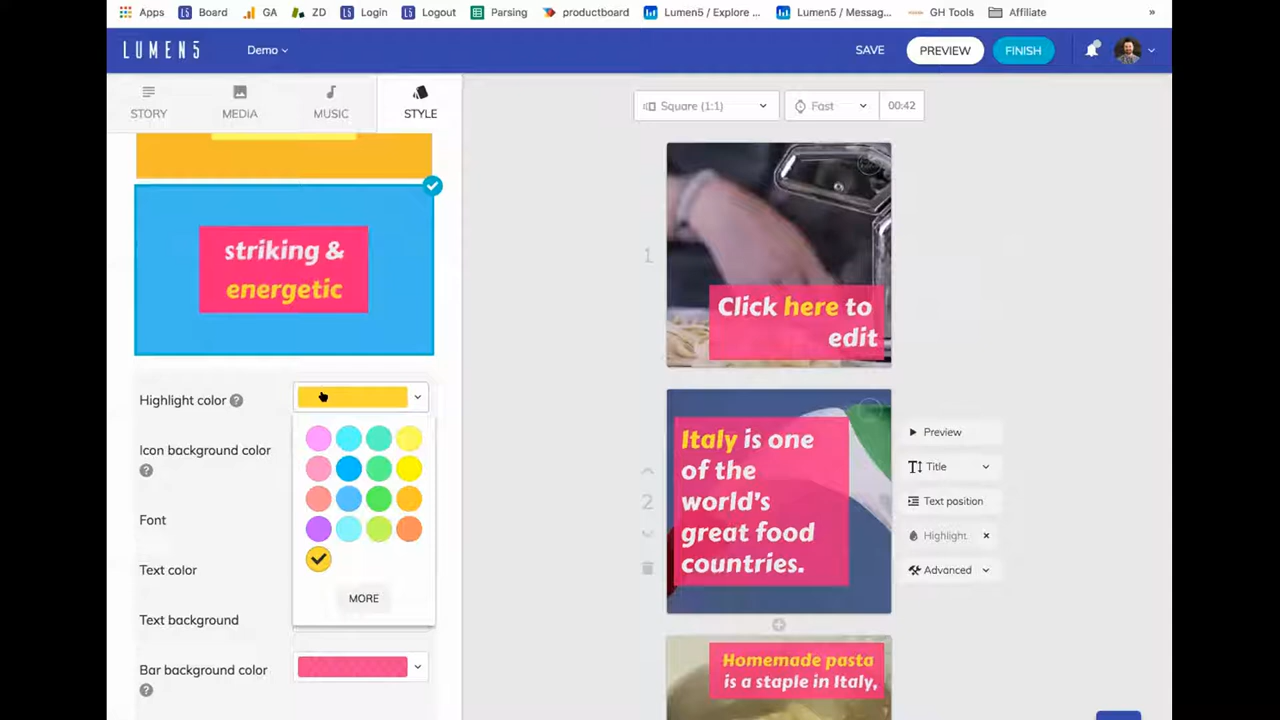 Apps
Board
GA
ZD
Login
Logout
Parsing
productboard
Lumen5 / Explore ...
Lumen5 / Messag...
GH Tools
Affiliate
»
LUMEN5
Demo
SAVE
PREVIEW
FINISH
STORY
MEDIA
MUSIC
STYLE
Square (1:1)
Fast
00:42
striking &
energetic
Highlight color ?
Icon background color
?
Font
Text color
Text background
Bar background color
?
MORE
1
Click here to
edit
2
Italy is one
of the
world's
great food
countries.
Preview
Title
Text position
Highlight
Advanced
Homemade pasta
is a staple in Italy,